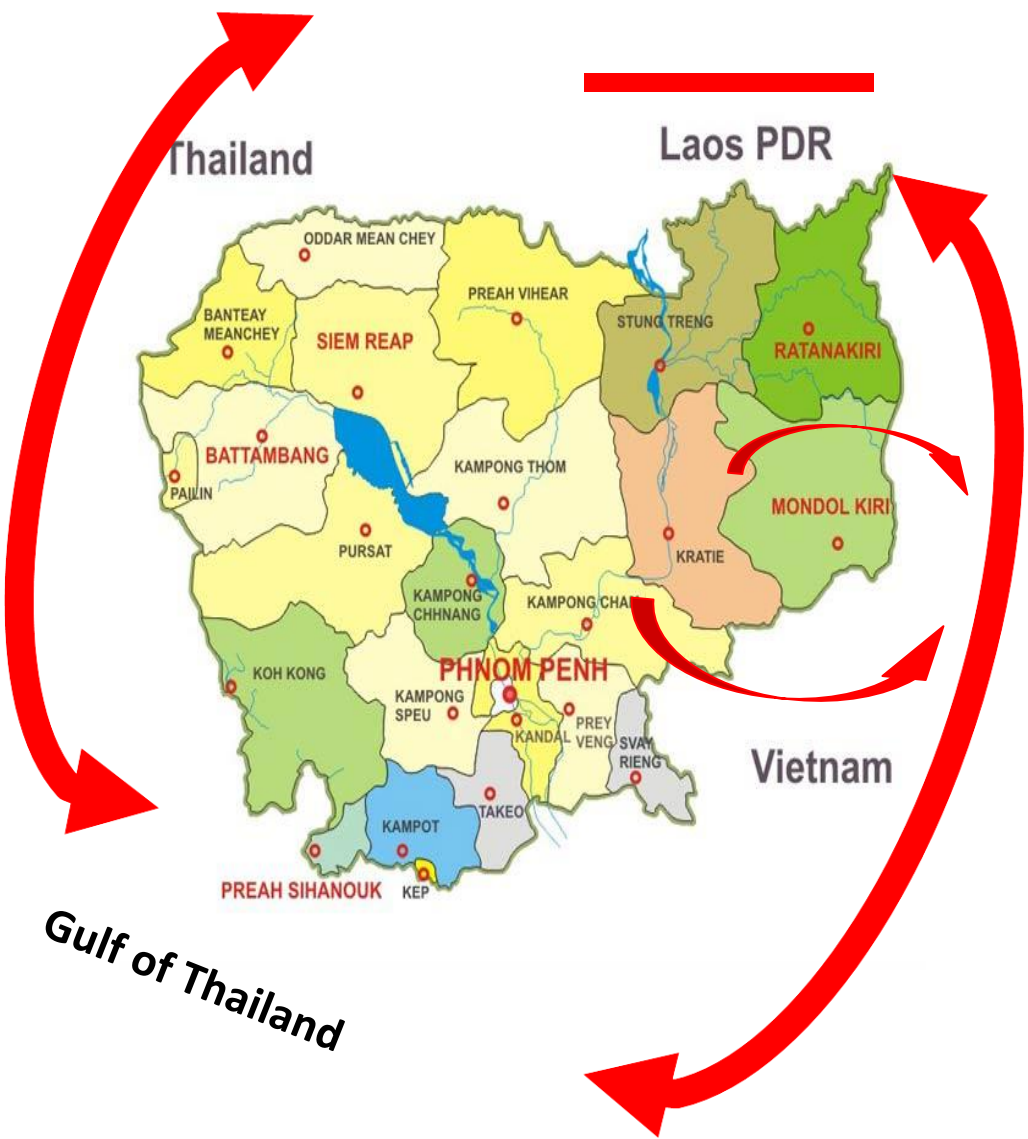 Thailand
Laos PDR
ODDAR MEAN CHEY
PREAH VIHEAR
BANTEAY
MEANCHEY
STUNG TRENG
SIEM REAP
RATANAKIRI
BATTAMBANG
KAMPONG THOM
PAILIN
MONDOL KIRI
PURSAT
KRATIE
KAMPONG
CHHNANG
KAMPONG CHAM
PHNOM PENH
KOH KONG
KAMPONG
SPEU
PREY
VENG
KANDAL
SVAY
RIENG
Vietnam
TAKEO
KAMPOT
PREAH SIHANOUK
KEP
Gulf of Thailand